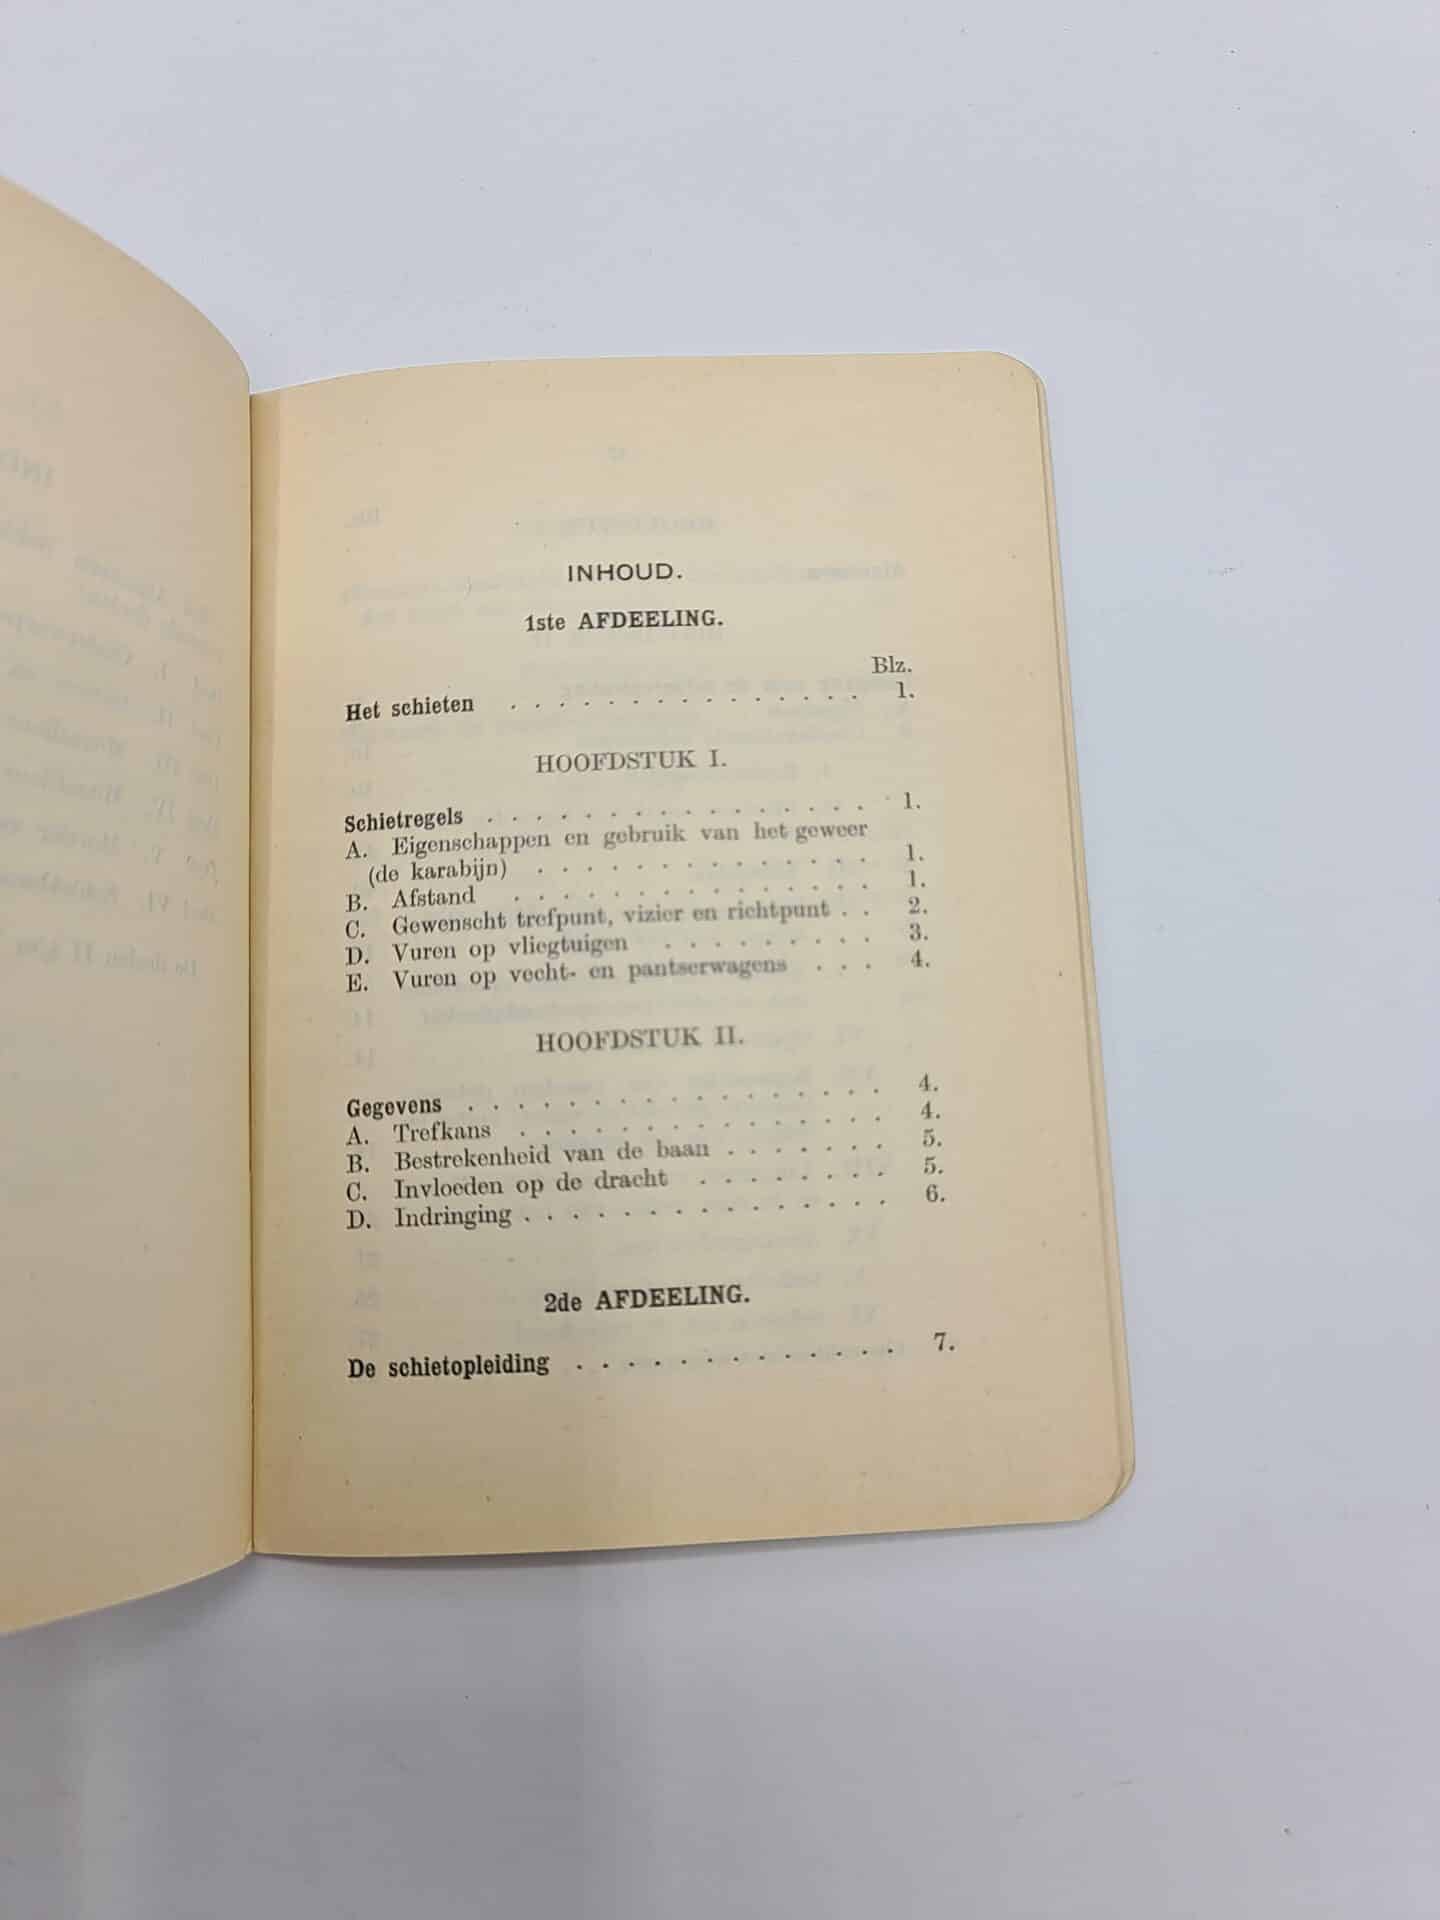 INHOUD.
1ste AFDEELING.
Blz.
Het schieten . . . . . . . . . . . . . . . 1.
HOOFDSTUK I.
Schietregels . . . . . . . . . . . . . . . . 1.
A. Eigenschappen en gebruik van het geweer
(de karabijn) . . . . . . . . . . . . . . 1.
B. Afstand . . . . . . . . . . . . . . . 1.
C. Gewenscht trefpunt, vizier en richtpunt . . 2.
D. Vuren op vliegtuigen . . . . . . . . . 3.
E. Vuren op vecht- en pantserwagens . . . 4.
HOOFDSTUK II.
Gegevens . . . . . . . . . . . . . . . . . 4.
A. Trefkans . . . . . . . . . . . . . . . 4.
B. Bestrekenheid van de baan . . . . . . . 5.
C. Invloeden op de dracht . . . . . . . . 5.
D. Indringing . . . . . . . . . . . . . . . 6.
2de AFDEELING.
De schietopleiding . . . . . . . . . . . . . 7.